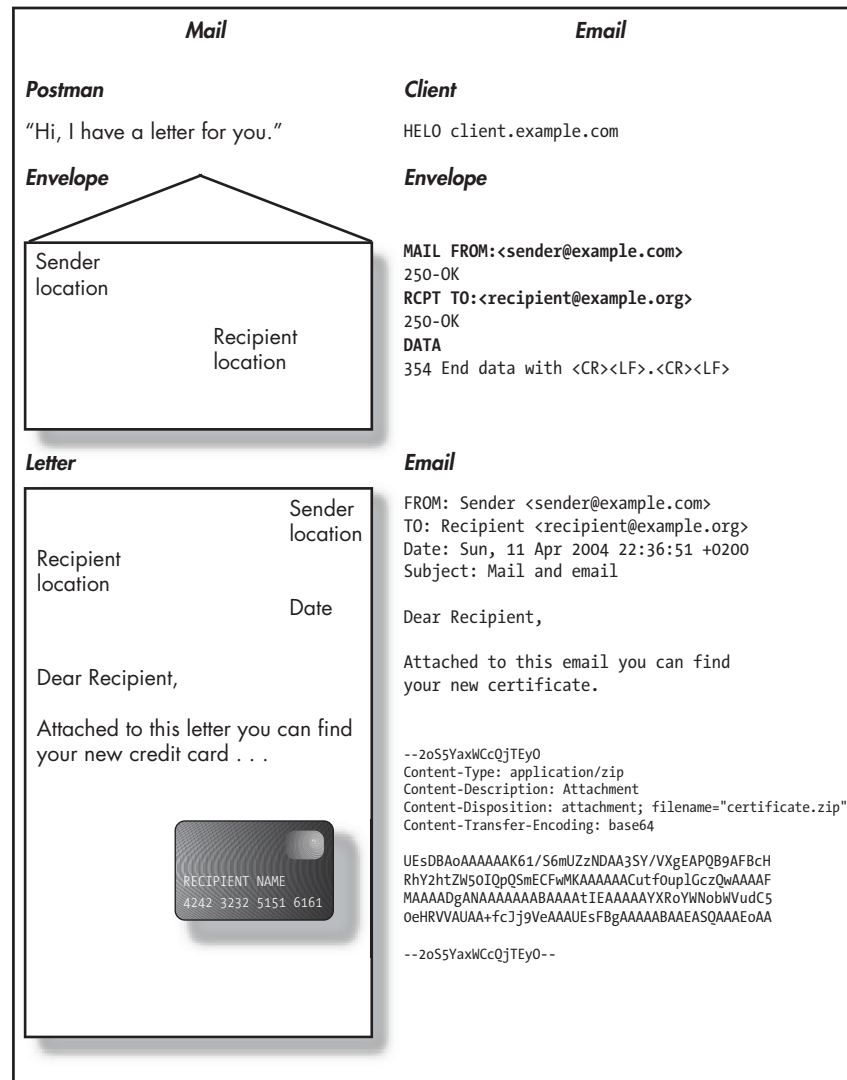 Mail
Email
Postman
Client
“Hi, I have a letter for you.”
HELO client.example.com
Envelope
Envelope
Sender
location
Recipient
location
MAIL FROM:<sender@example.com>
250-OK
RCPT TO:<recipient@example.org>
250-OK
DATA
354 End data with <CR><LF>.<CR><LF>
Letter
Email
Sender
location
Recipient
location
Date
Dear Recipient,
Attached to this letter you can find
your new credit card . . .
RECIPIENT NAME
4242 3232 5151 6161
FROM: Sender <sender@example.com>
TO: Recipient <recipient@example.org>
Date: Sun, 11 Apr 2004 22:36:51 +0200
Subject: Mail and email
Dear Recipient,
Attached to this email you can find
your new certificate.
--2oS5YaxWCcQjTEyO
Content-Type: application/zip
Content-Description: Attachment
Content-Disposition: attachment; filename="certificate.zip"
Content-Transfer-Encoding: base64
UEsDBAoAAAAAAK61/S6mUZzNDAA3SY/VXgEAPQB9AFBcH
RhY2htZW50IQpQSmECFwMKAAAAAACutfOuplGczQwAAAAF
MAAAADgANAAAAAAABAAAAtIEAAAAAYXRoYWNobWVudC5
0eHRVVAUAA+fcJj9VeAAAUEsFBgAAAAABAAEASQAAAEoAA
--2oS5YaxWCcQjTEyO--